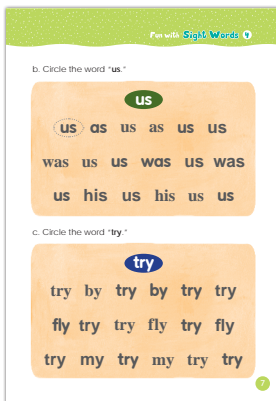 Fun with Sight Words 4
b. Circle the word “us.”
us
us as us as us us
was us us was us was
us his us his us us
c. Circle the word “try.”
try
try by try by try try
fly try try fly try fly
try my try my try try
7